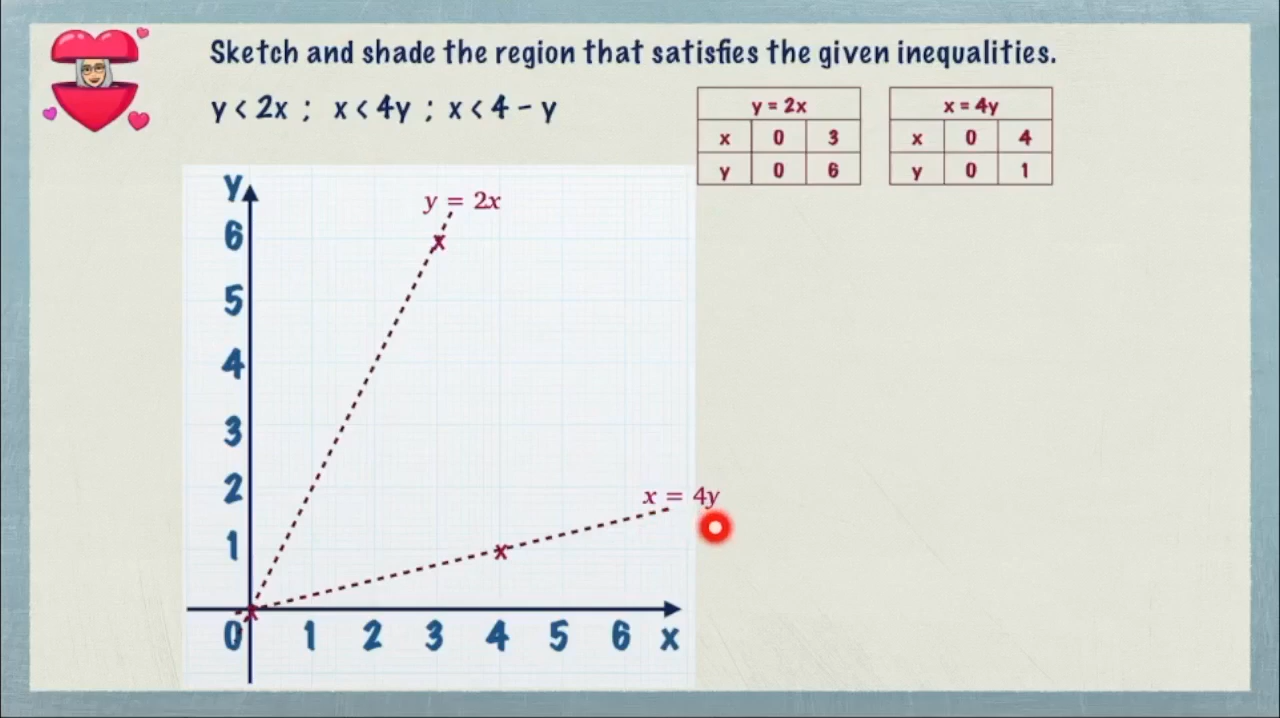 Sketch and shade the region that satisfies the given inequalities.
y < 2x ; x < 4y ; x < 4 - y
y = 2x
x 0 3
y 0 6
x = 4y
x 0 4
y 0 1
y
y = 2x
6
5
4
3
2
x = 4y
1
0 1 2 3 4 5 6 x